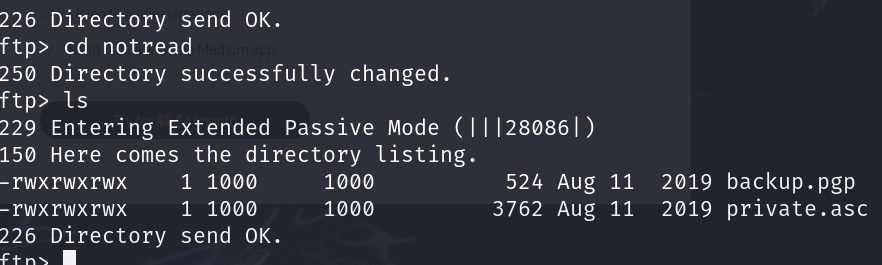 226 Directory send OK.
ftp> cd notread
250 Directory successfully changed.
ftp> ls
229 Entering Extended Passive Mode (|||28086|)
150 Here comes the directory listing.
-rwxrwxrwx    1 1000     1000          524 Aug 11  2019 backup.pgp
-rwxrwxrwx    1 1000     1000         3762 Aug 11  2019 private.asc
226 Directory send OK.
ftp>